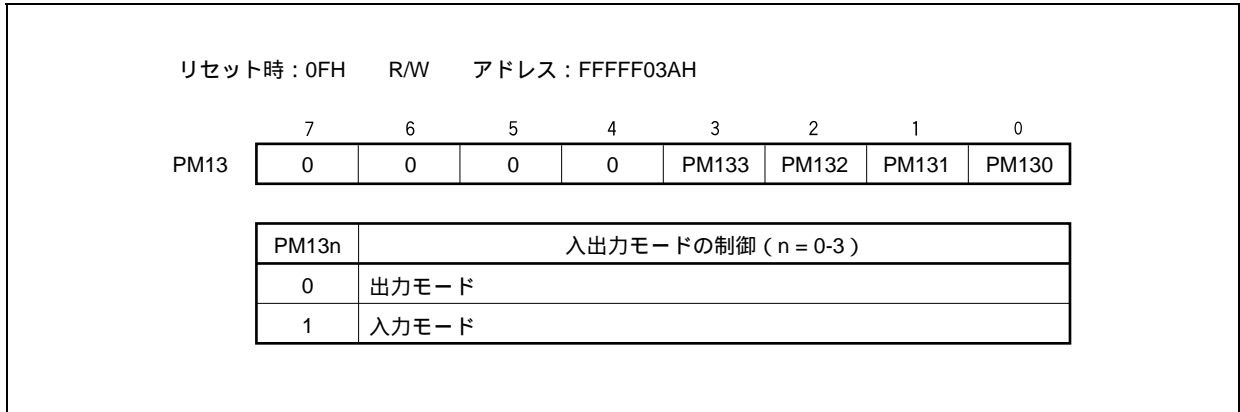 リセット時：0FH　　R/W　　アドレス：FFFFF03AH
7 6 5 4 3 2 1 0
PM13 0 0 0 0 PM133 PM132 PM131 PM130
PM13n 入出力モードの制御（n = 0-3）
0 出力モード
1 入力モード